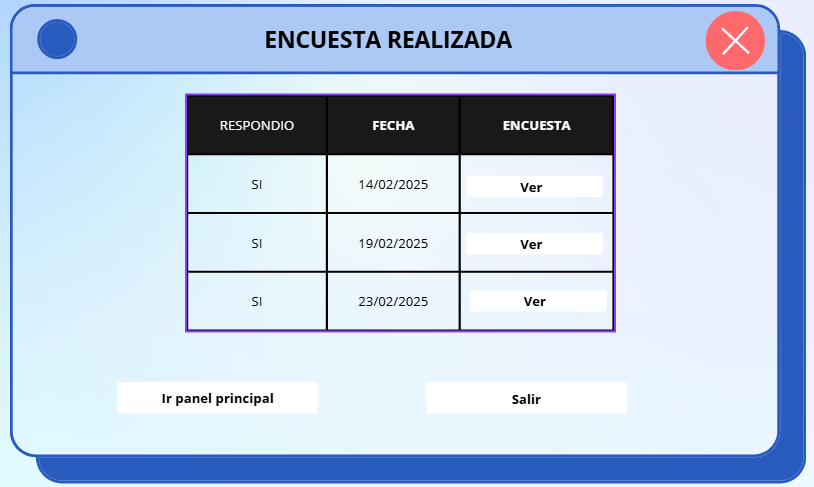 ENCUESTA REALIZADA
RESPONDIO FECHA ENCUESTA
SI 14/02/2025 Ver
SI 19/02/2025 Ver
SI 23/02/2025 Ver
Ir panel principal Salir